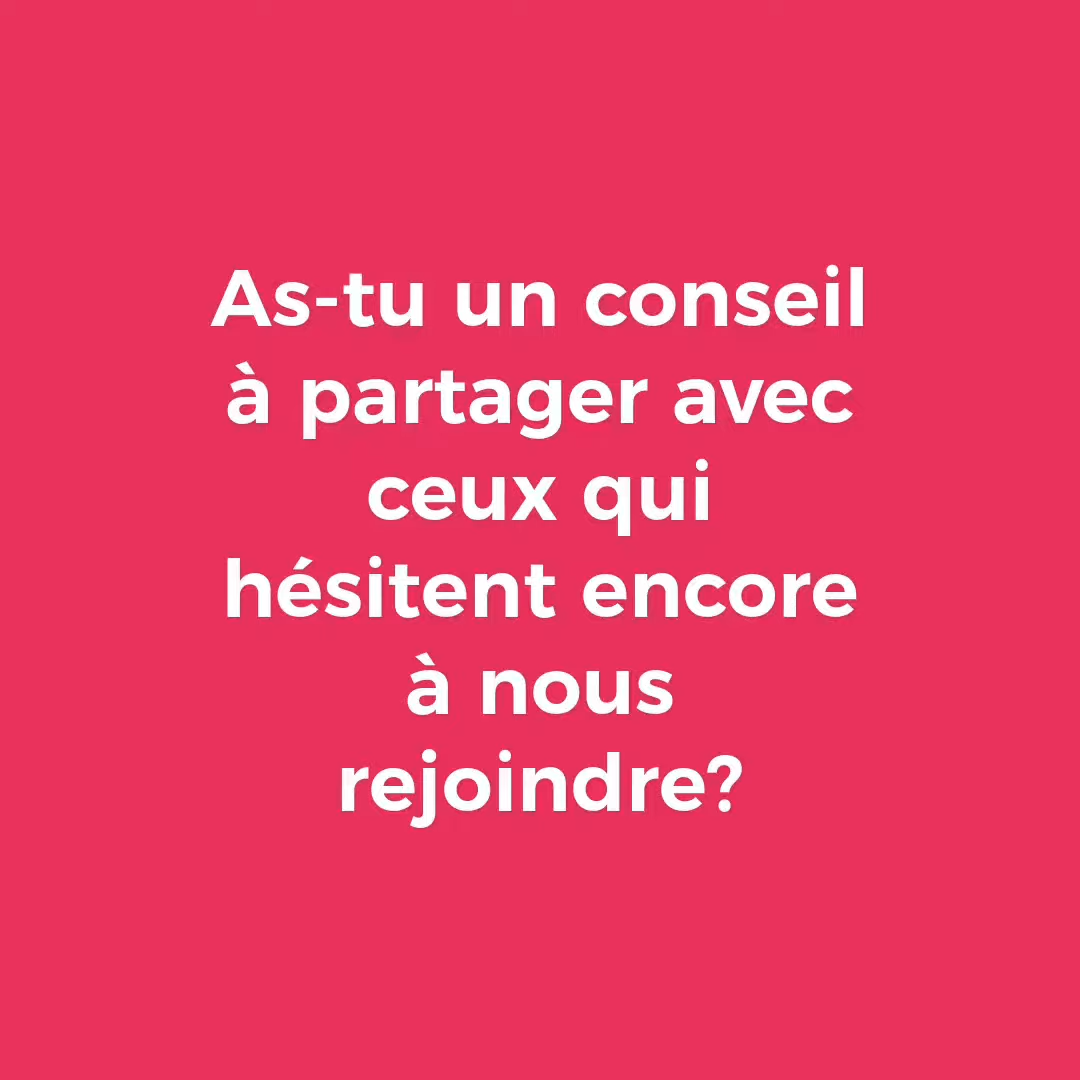 As-tu un conseil
à partager avec
ceux qui
hésitent encore
à nous
rejoindre?